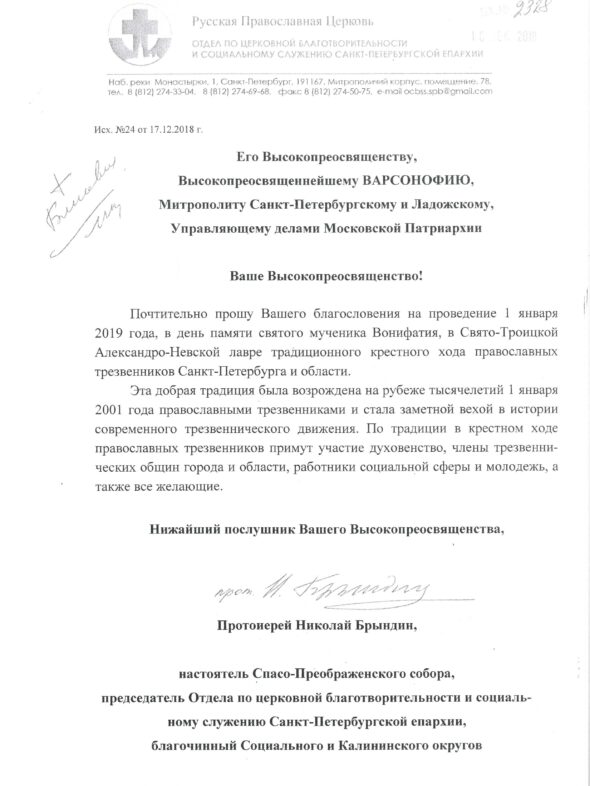 2328
Русская Православная Церковь
ОТДЕЛ ПО ЦЕРКОВНОЙ БЛАГОТВОРИТЕЛЬНОСТИ
И СОЦИАЛЬНОМУ СЛУЖЕНИЮ САНКТ-ПЕТЕРБУРГСКОЙ ЕПАРХИИ
Наб. реки Монастырки, 1, Санкт-Петербург, 191167, Митрополичий корпус, помещение, 78,
тел. 8 (812) 274-33-04, 8 (812) 274-69-68, факс 8 (812) 274-50-75, e-mail ocbss.spb@gmail.com
Исх. №24 от 17.12.2018 г.
Его Высокопреосвященству,
Высокопреосвященнейшему ВАРСОНОФИЮ,
Митрополиту Санкт-Петербургскому и Ладожскому,
Управляющему делами Московской Патриархии
Ваше Высокопреосвященство!
Почтительно прошу Вашего благословения на проведение 1 января
2019 года, в день памяти святого мученика Вонифатия, в Свято-Троицкой
Александро-Невской лавре традиционного крестного хода православных
трезвенников Санкт-Петербурга и области.
Эта добрая традиция была возрождена на рубеже тысячелетий 1 января
2001 года православными трезвенниками и стала заметной вехой в истории
современного трезвеннического движения. По традиции в крестном ходе
православных трезвенников примут участие духовенство, члены трезвенни-
ческих общин города и области, работники социальной сферы и молодежь, а
также все желающие.
Нижайший послушник Вашего Высокопреосвященства,
прот. Н. Брындин
Протоиерей Николай Брындин,
настоятель Спасо-Преображенского собора,
председатель Отдела по церковной благотворительности и социаль-
ному служению Санкт-Петербургской епархии,
благочинный Социального и Калининского округов